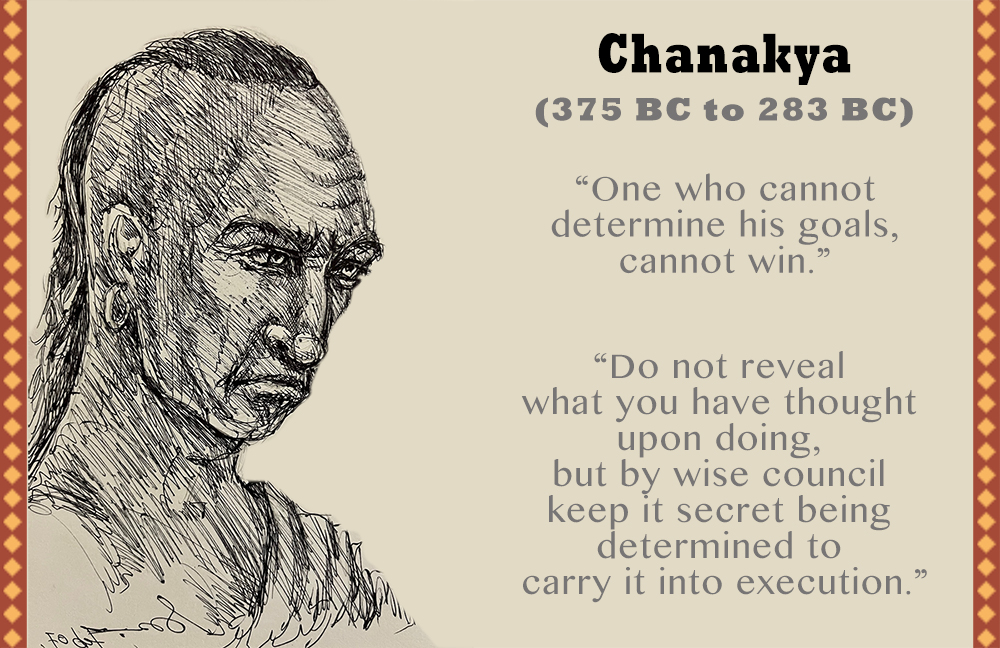 Chanakya
(375 BC to 283 BC)
“One who cannot
determine his goals,
cannot win.”
“Do not reveal
what you have thought
upon doing,
but by wise council
keep it secret being
determined to
carry it into execution.”